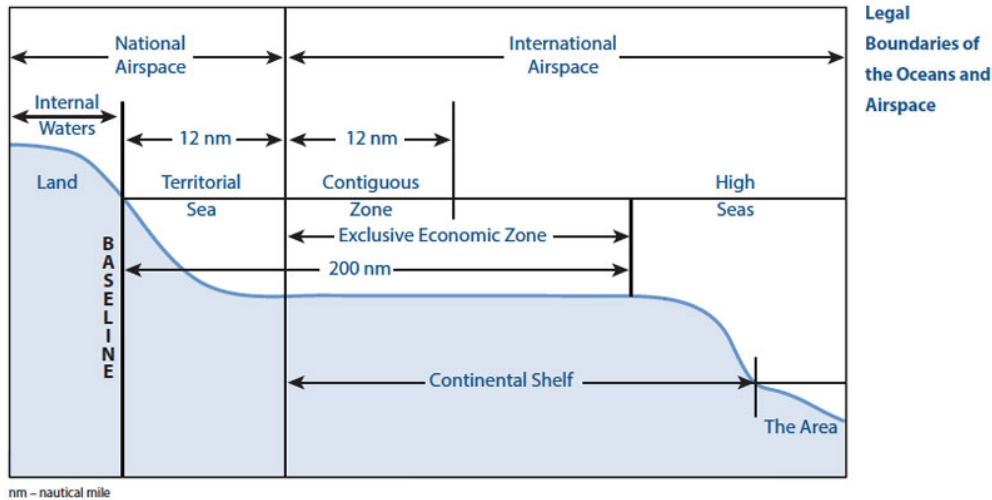 National
Airspace
International
Airspace
Legal
Boundaries of
the Oceans and
Airspace
Internal
Waters
12 nm
12 nm
Land
Territorial
Sea
Contiguous
Zone
High
Seas
Exclusive Economic Zone
200 nm
BASELINE
Continental Shelf
The Area
nm – nautical mile